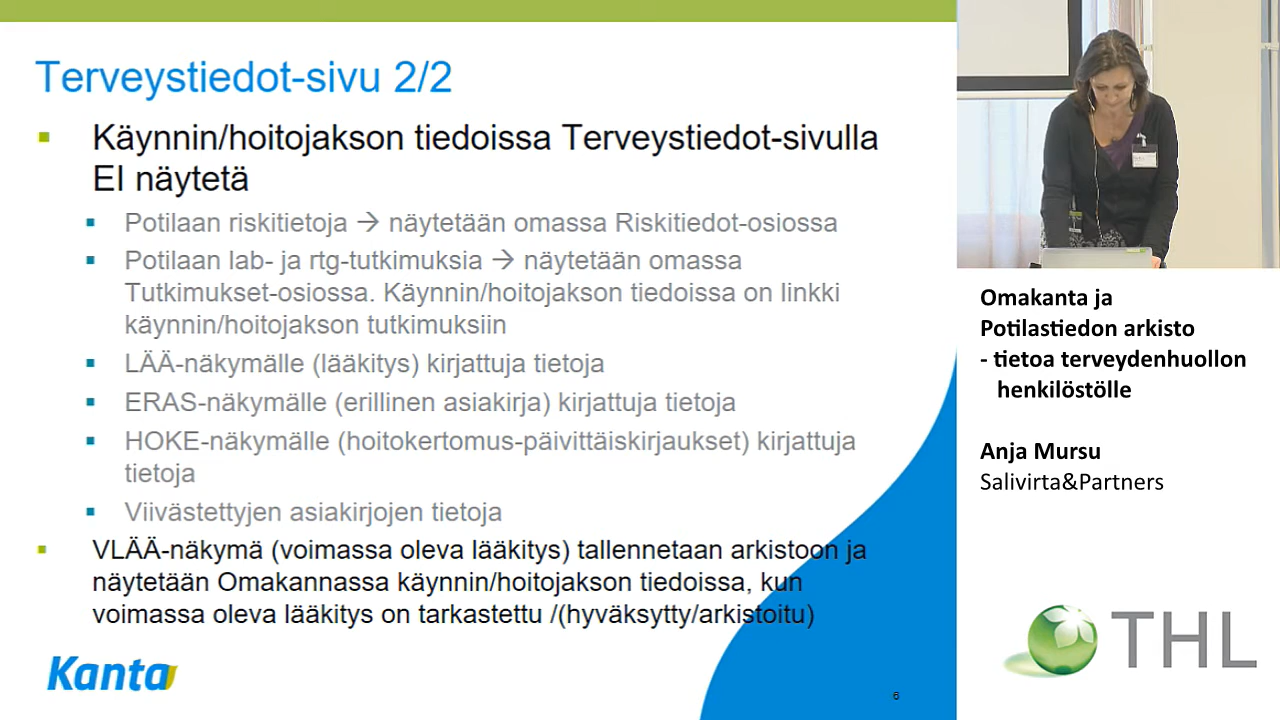 Terveystiedot-sivu 2/2
Käynnin/hoitojakson tiedoissa Terveystiedot-sivulla
EI näytetä
Potilaan riskitietoja → näytetään omassa Riskitiedot-osiossa
Potilaan lab- ja rtg-tutkimuksia → näytetään omassa
Tutkimukset-osiossa. Käynnin/hoitojakson tiedoissa on linkki
käynnin/hoitojakson tutkimuksiin
LÄÄ-näkymälle (lääkitys) kirjattuja tietoja
ERAS-näkymälle (erillinen asiakirja) kirjattuja tietoja
HOKE-näkymälle (hoitokertomus-päivittäiskirjaukset) kirjattuja
tietoja
Viivästettyjen asiakirjojen tietoja
VLÄÄ-näkymä (voimassa oleva lääkitys) tallennetaan arkistoon ja
näytetään Omakannassa käynnin/hoitojakson tiedoissa, kun
voimassa oleva lääkitys on tarkastettu /(hyväksytty/arkistoitu)
Kanta
6
Omakanta ja
Potilastiedon arkisto
- tietoa terveydenhuollon
henkilöstölle
Anja Mursu
Salivirta&Partners
THL